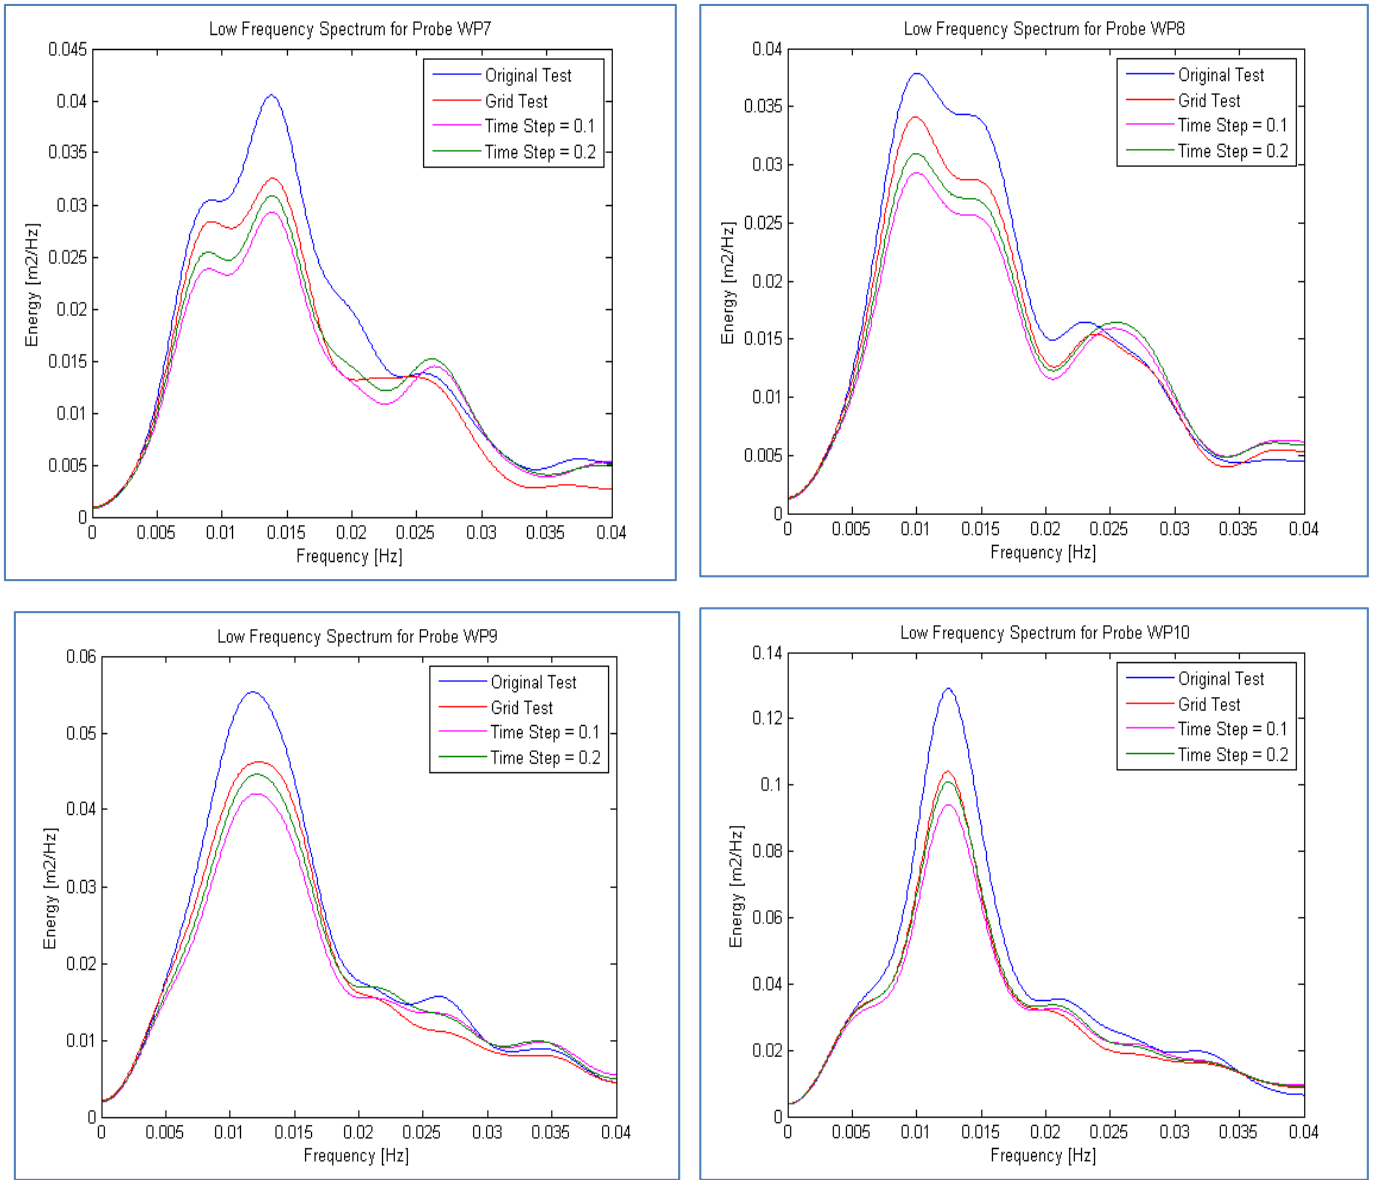 Low Frequency Spectrum for Probe WP7
0.045
0.04
0.035
0.03
0.025
0.02
0.015
0.01
0.005
0
Energy [m2/Hz]
Original Test
Grid Test
Time Step = 0.1
Time Step = 0.2
0 0.005 0.01 0.015 0.02 0.025 0.03 0.035 0.04
Frequency [Hz]
Low Frequency Spectrum for Probe WP8
0.04
0.035
0.03
0.025
0.02
0.015
0.01
0.005
0
Energy [m2/Hz]
Original Test
Grid Test
Time Step = 0.1
Time Step = 0.2
0 0.005 0.01 0.015 0.02 0.025 0.03 0.035 0.04
Frequency [Hz]
Low Frequency Spectrum for Probe WP9
0.06
0.05
0.04
0.03
0.02
0.01
0
Energy [m2/Hz]
Original Test
Grid Test
Time Step = 0.1
Time Step = 0.2
0 0.005 0.01 0.015 0.02 0.025 0.03 0.035 0.04
Frequency [Hz]
Low Frequency Spectrum for Probe WP10
0.14
0.12
0.1
0.08
0.06
0.04
0.02
0
Energy [m2/Hz]
Original Test
Grid Test
Time Step = 0.1
Time Step = 0.2
0 0.005 0.01 0.015 0.02 0.025 0.03 0.035 0.04
Frequency [Hz]